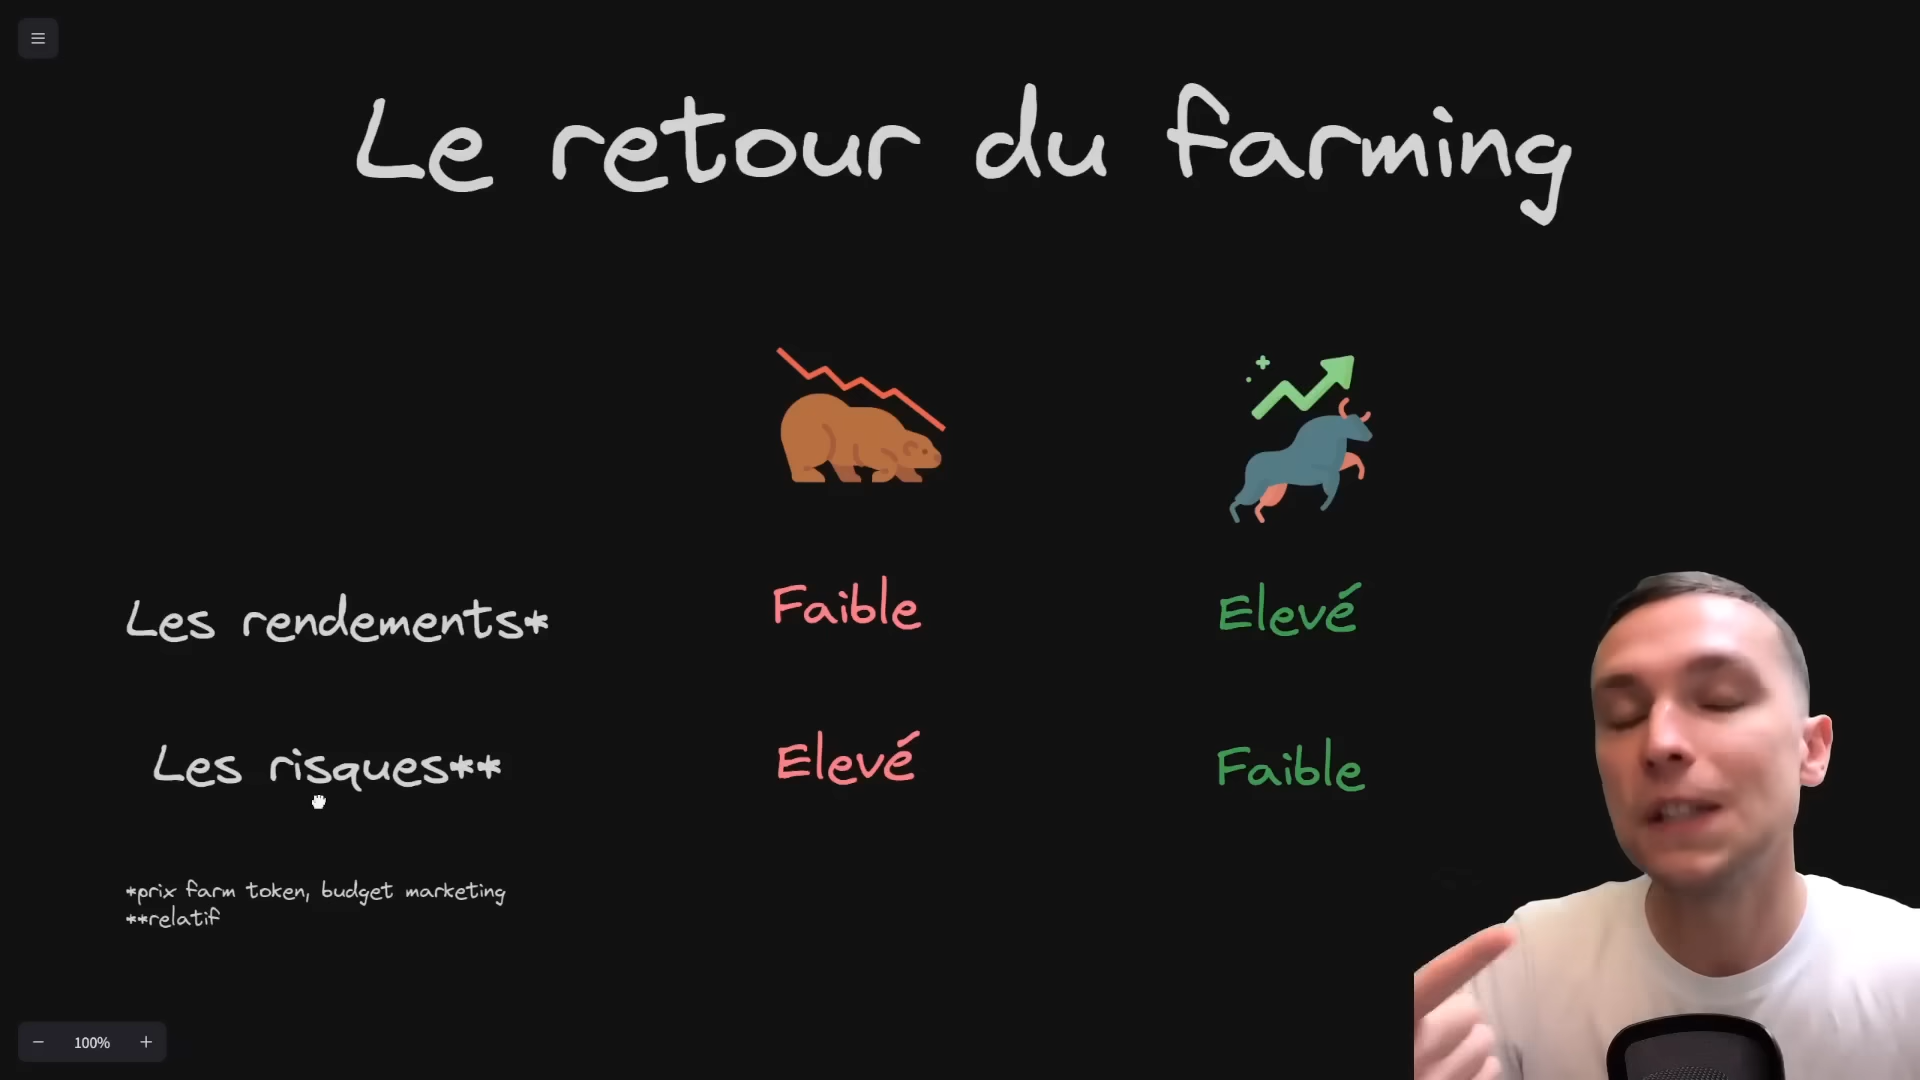 Le retour du farming
Faible
Elevé
Les rendements*
Elevé
Faible
Les risques**
*prix farm token, budget marketing
**relatif
100%